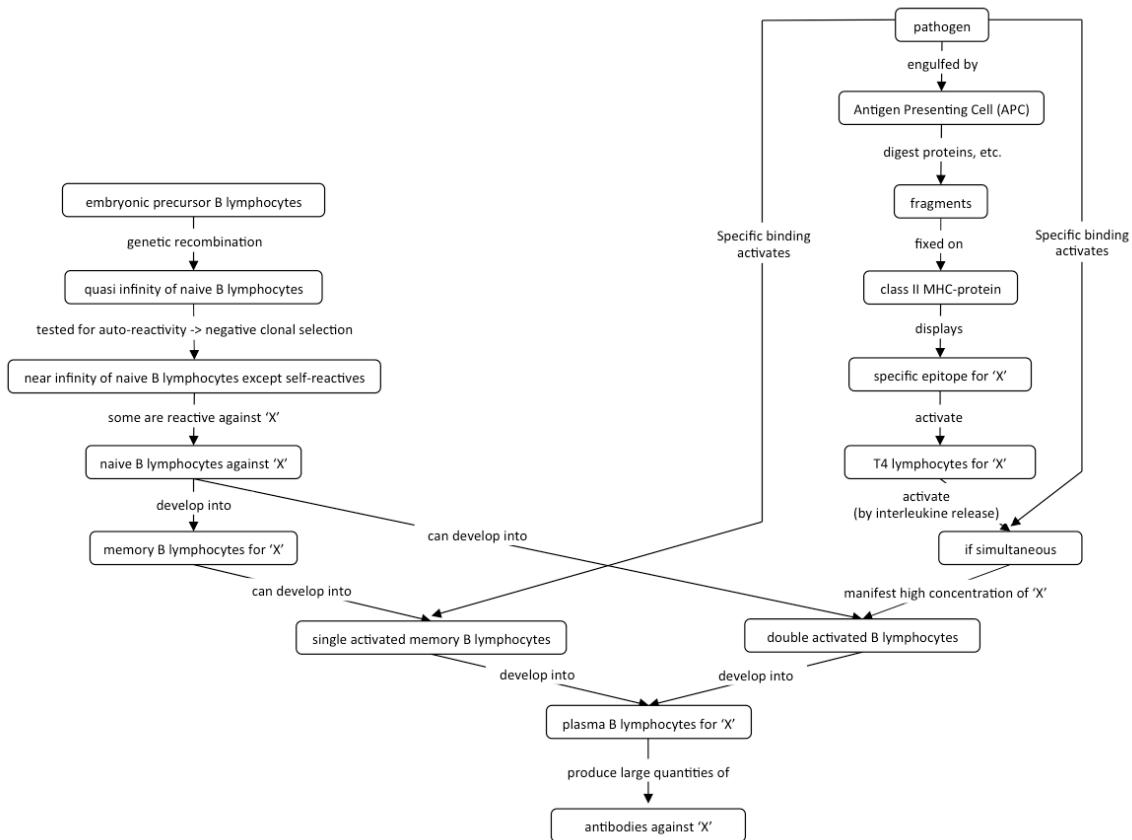 pathogen
engulfed by
Antigen Presenting Cell (APC)
digest proteins, etc.
embryonic precursor B lymphocytes
fragments
genetic recombination
Specific binding
activates
fixed on
Specific binding
activates
quasi infinity of naive B lymphocytes
class II MHC-protein
tested for auto-reactivity -> negative clonal selection
displays
near infinity of naive B lymphocytes except self-reactives
specific epitope for ‘X’
some are reactive against ‘X’
activate
naive B lymphocytes against ‘X’
T4 lymphocytes for ‘X’
develop into
activate
(by interleukine release)
can develop into
memory B lymphocytes for ‘X’
if simultaneous
can develop into
manifest high concentration of ‘X’
single activated memory B lymphocytes
double activated B lymphocytes
develop into
develop into
plasma B lymphocytes for ‘X’
produce large quantities of
antibodies against ‘X’